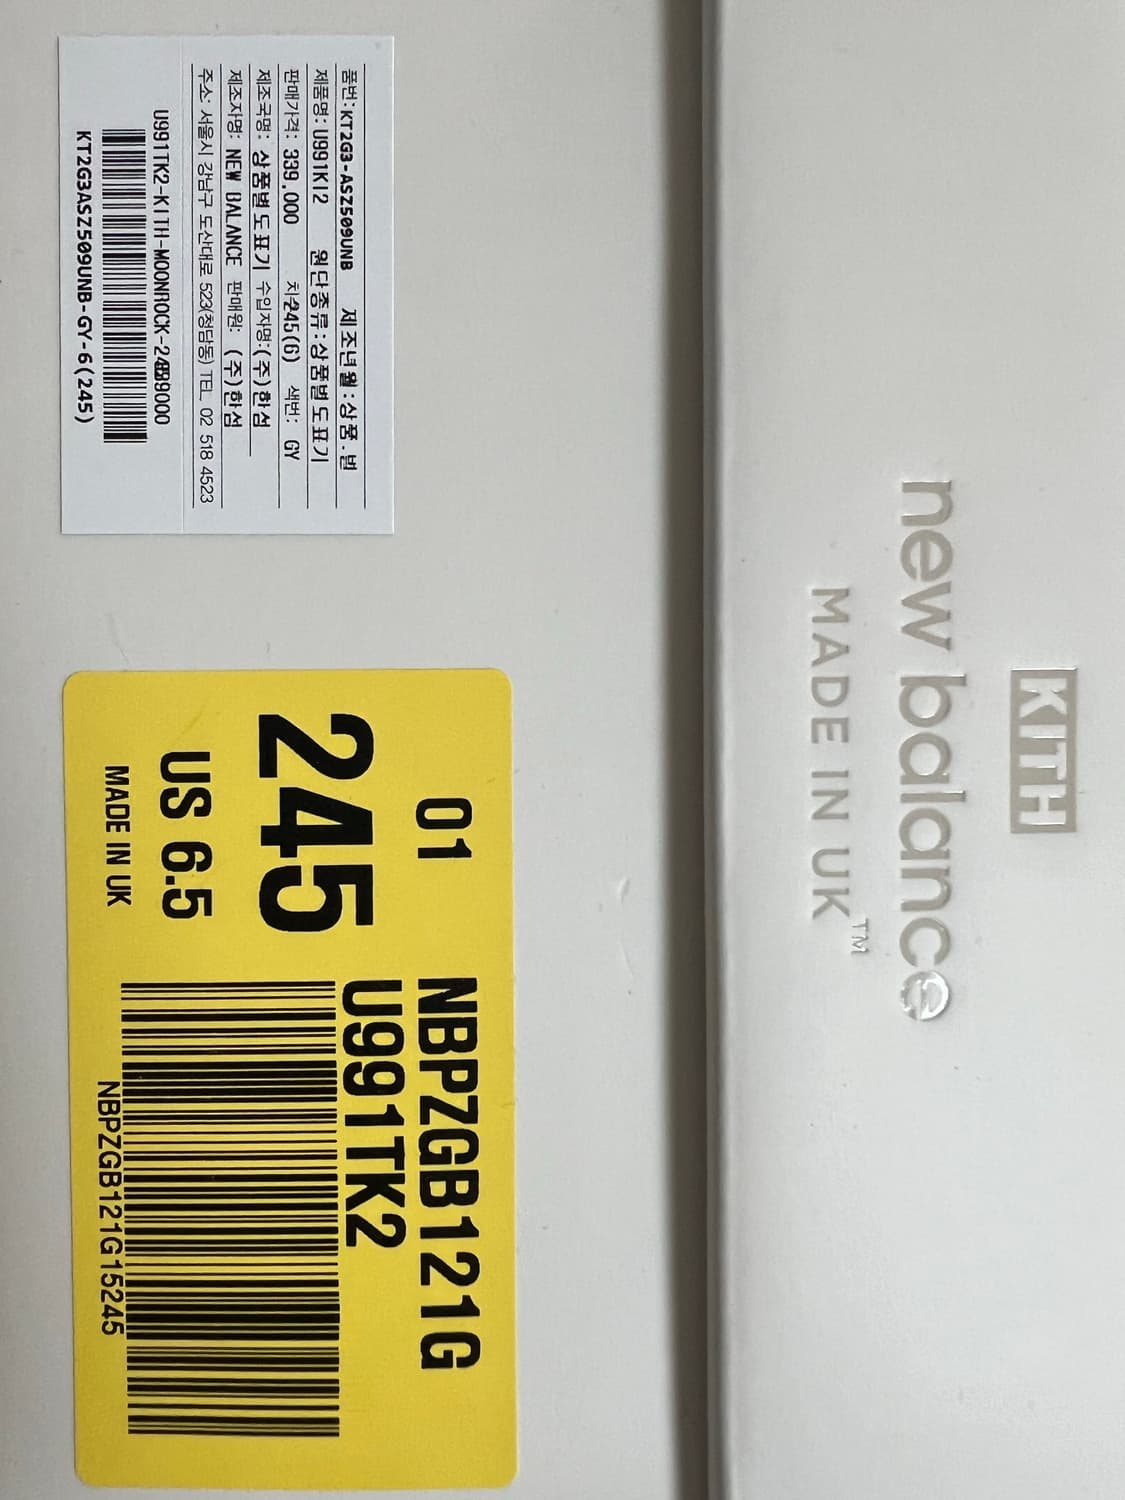 KITH
new balance
MADE IN UK™
품번:KT2G3-ASZ509UNB 제조년월:상품.별
제품명: U991KI2 원단종류:상품별도표기
판매가격: 339,000 치수245(6) 색번: GY
제조국명: 상품별도표기 수입자명:(주)한섬
제조자명: NEW BALANCE 판매원: (주)한섬
주소: 서울시 강남구 도산대로 523(청담동) TEL 02 518 4523
U991TK2-KITH-MOONROCK-
KT2G3ASZ509UNB-GY-6(245)
01 NBPZGB121G
U991TK2
245
US 6.5
MADE IN UK
NBPZGB121G15245